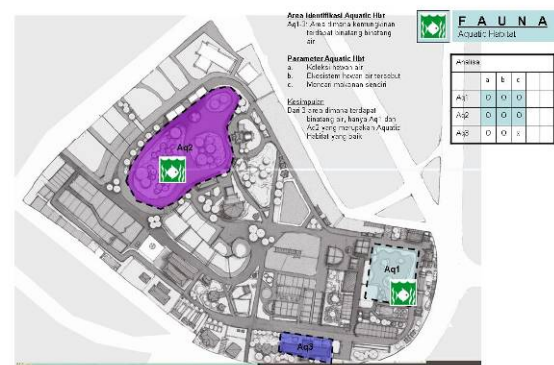 Area Identifikasi Aquatic Hbt
Aq1-3: Area dimana kemungkinan
terdapat binatang binatang
air
Parameter Aquatic Hbt
a. Koleksi hewan air
b. Ekosistem hewan air tersebut
c. Mencari makanan sendiri
Kesimpulan
Dari 3 area dimana terdapat
binatang air, hanya Aq1 dan
Aq2 yang merupakan Aquatic
Habitat yang baik
FAUNA
Aquatic Habitat
Analisa
a b c
Aq1 O O O
Aq2 O O O
Aq3 O O x
Aq2
Aq1
Aq3